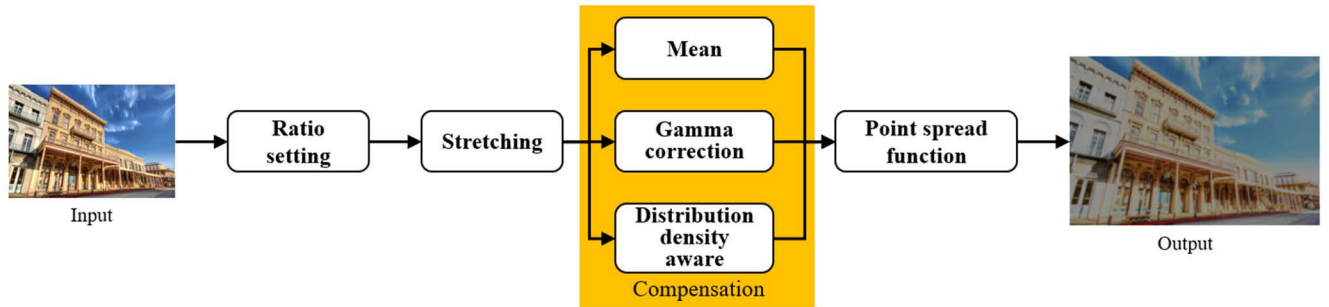 Input
Ratio
setting
Stretching
Mean
Gamma
correction
Distribution
density
aware
Compensation
Point spread
function
Output